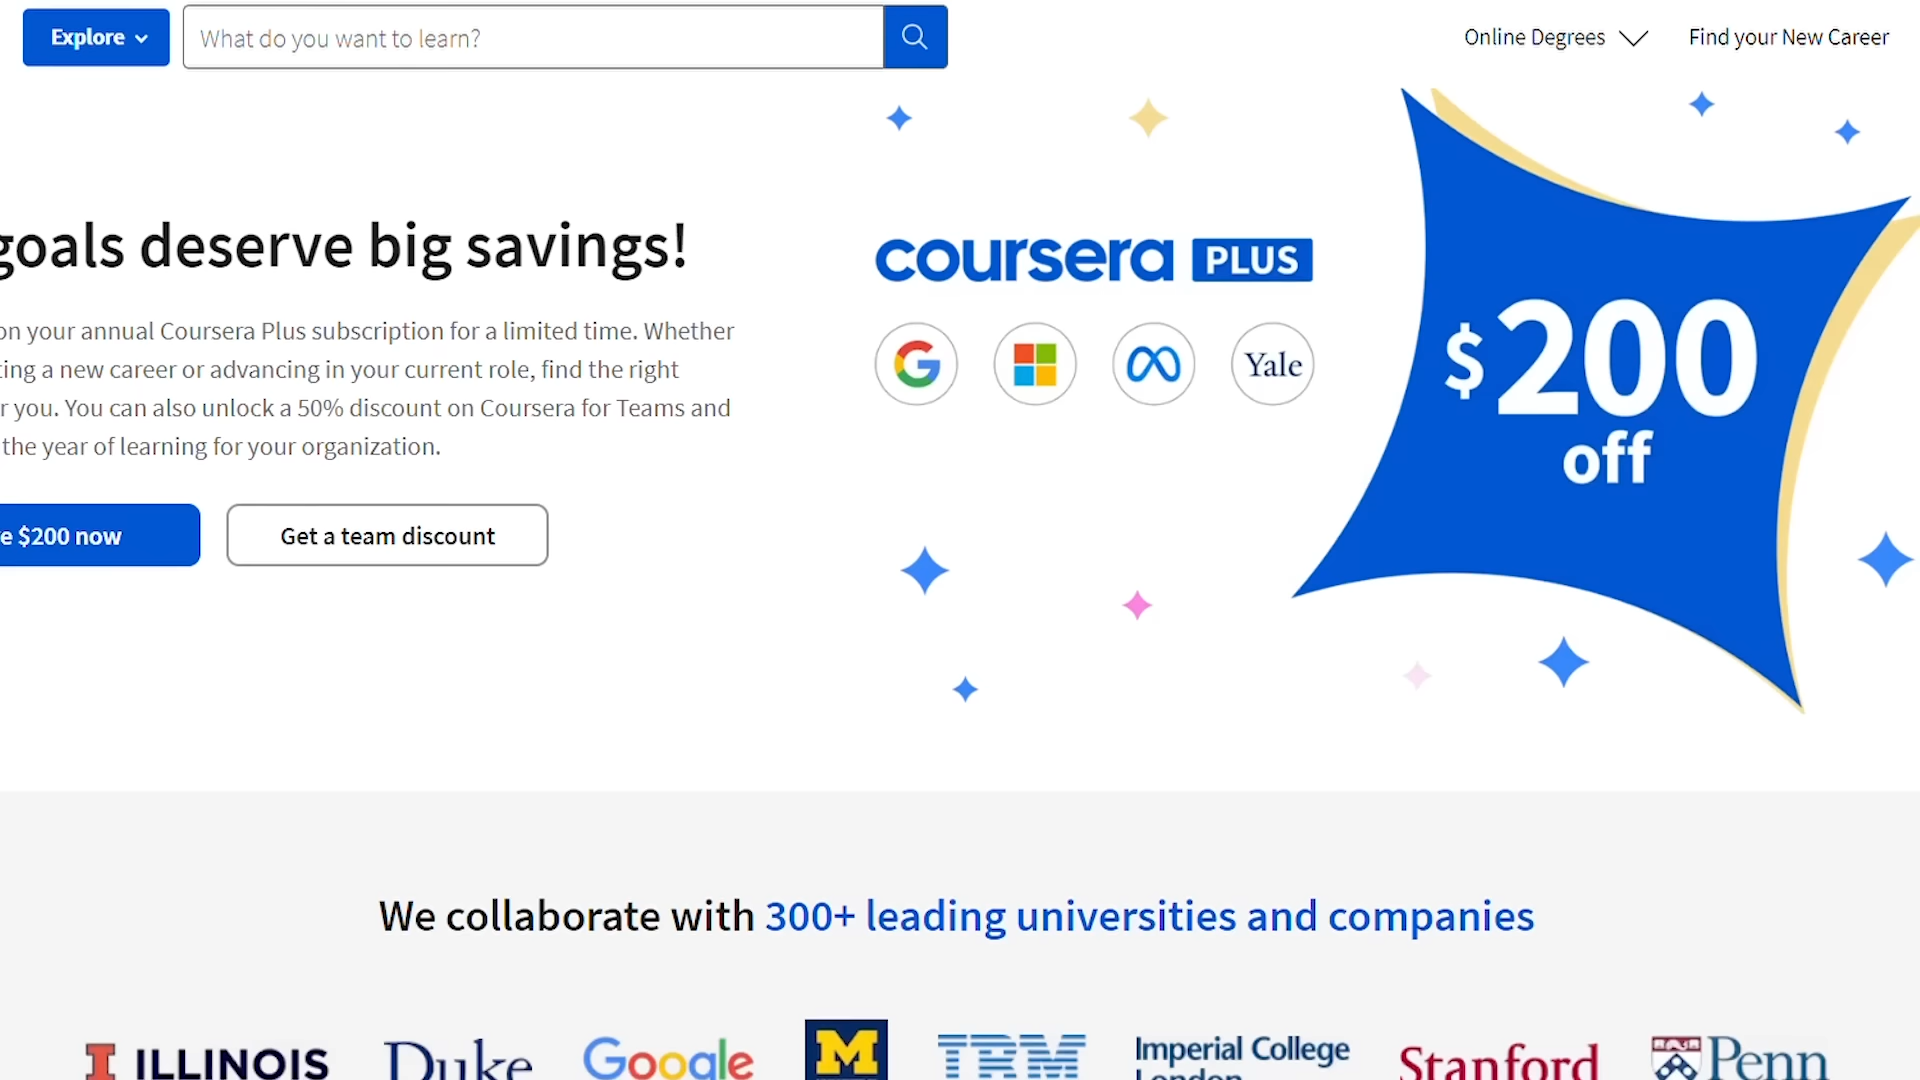 Explore
What do you want to learn?
Online Degrees
Find your New Career
goals deserve big savings!
on your annual Coursera Plus subscription for a limited time. Whether
ting a new career or advancing in your current role, find the right
r you. You can also unlock a 50% discount on Coursera for Teams and
the year of learning for your organization.
e $200 now
Get a team discount
coursera PLUS
Yale
$200
off
We collaborate with 300+ leading universities and companies
I ILLINOIS
Duke
Google
M
IBM
Imperial College
London
Stanford
Penn